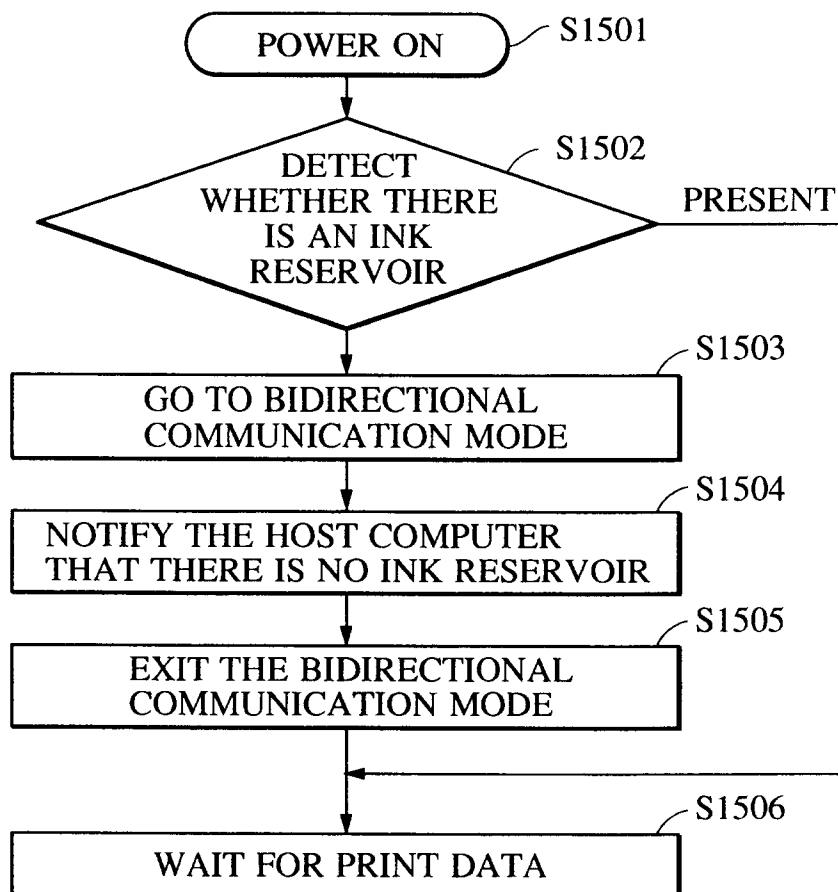 POWER ON
S1501
S1502
DETECT
WHETHER THERE
IS AN INK
RESERVOIR
PRESENT
S1503
GO TO BIDIRECTIONAL
COMMUNICATION MODE
S1504
NOTIFY THE HOST COMPUTER
THAT THERE IS NO INK RESERVOIR
S1505
EXIT THE BIDIRECTIONAL
COMMUNICATION MODE
S1506
WAIT FOR PRINT DATA